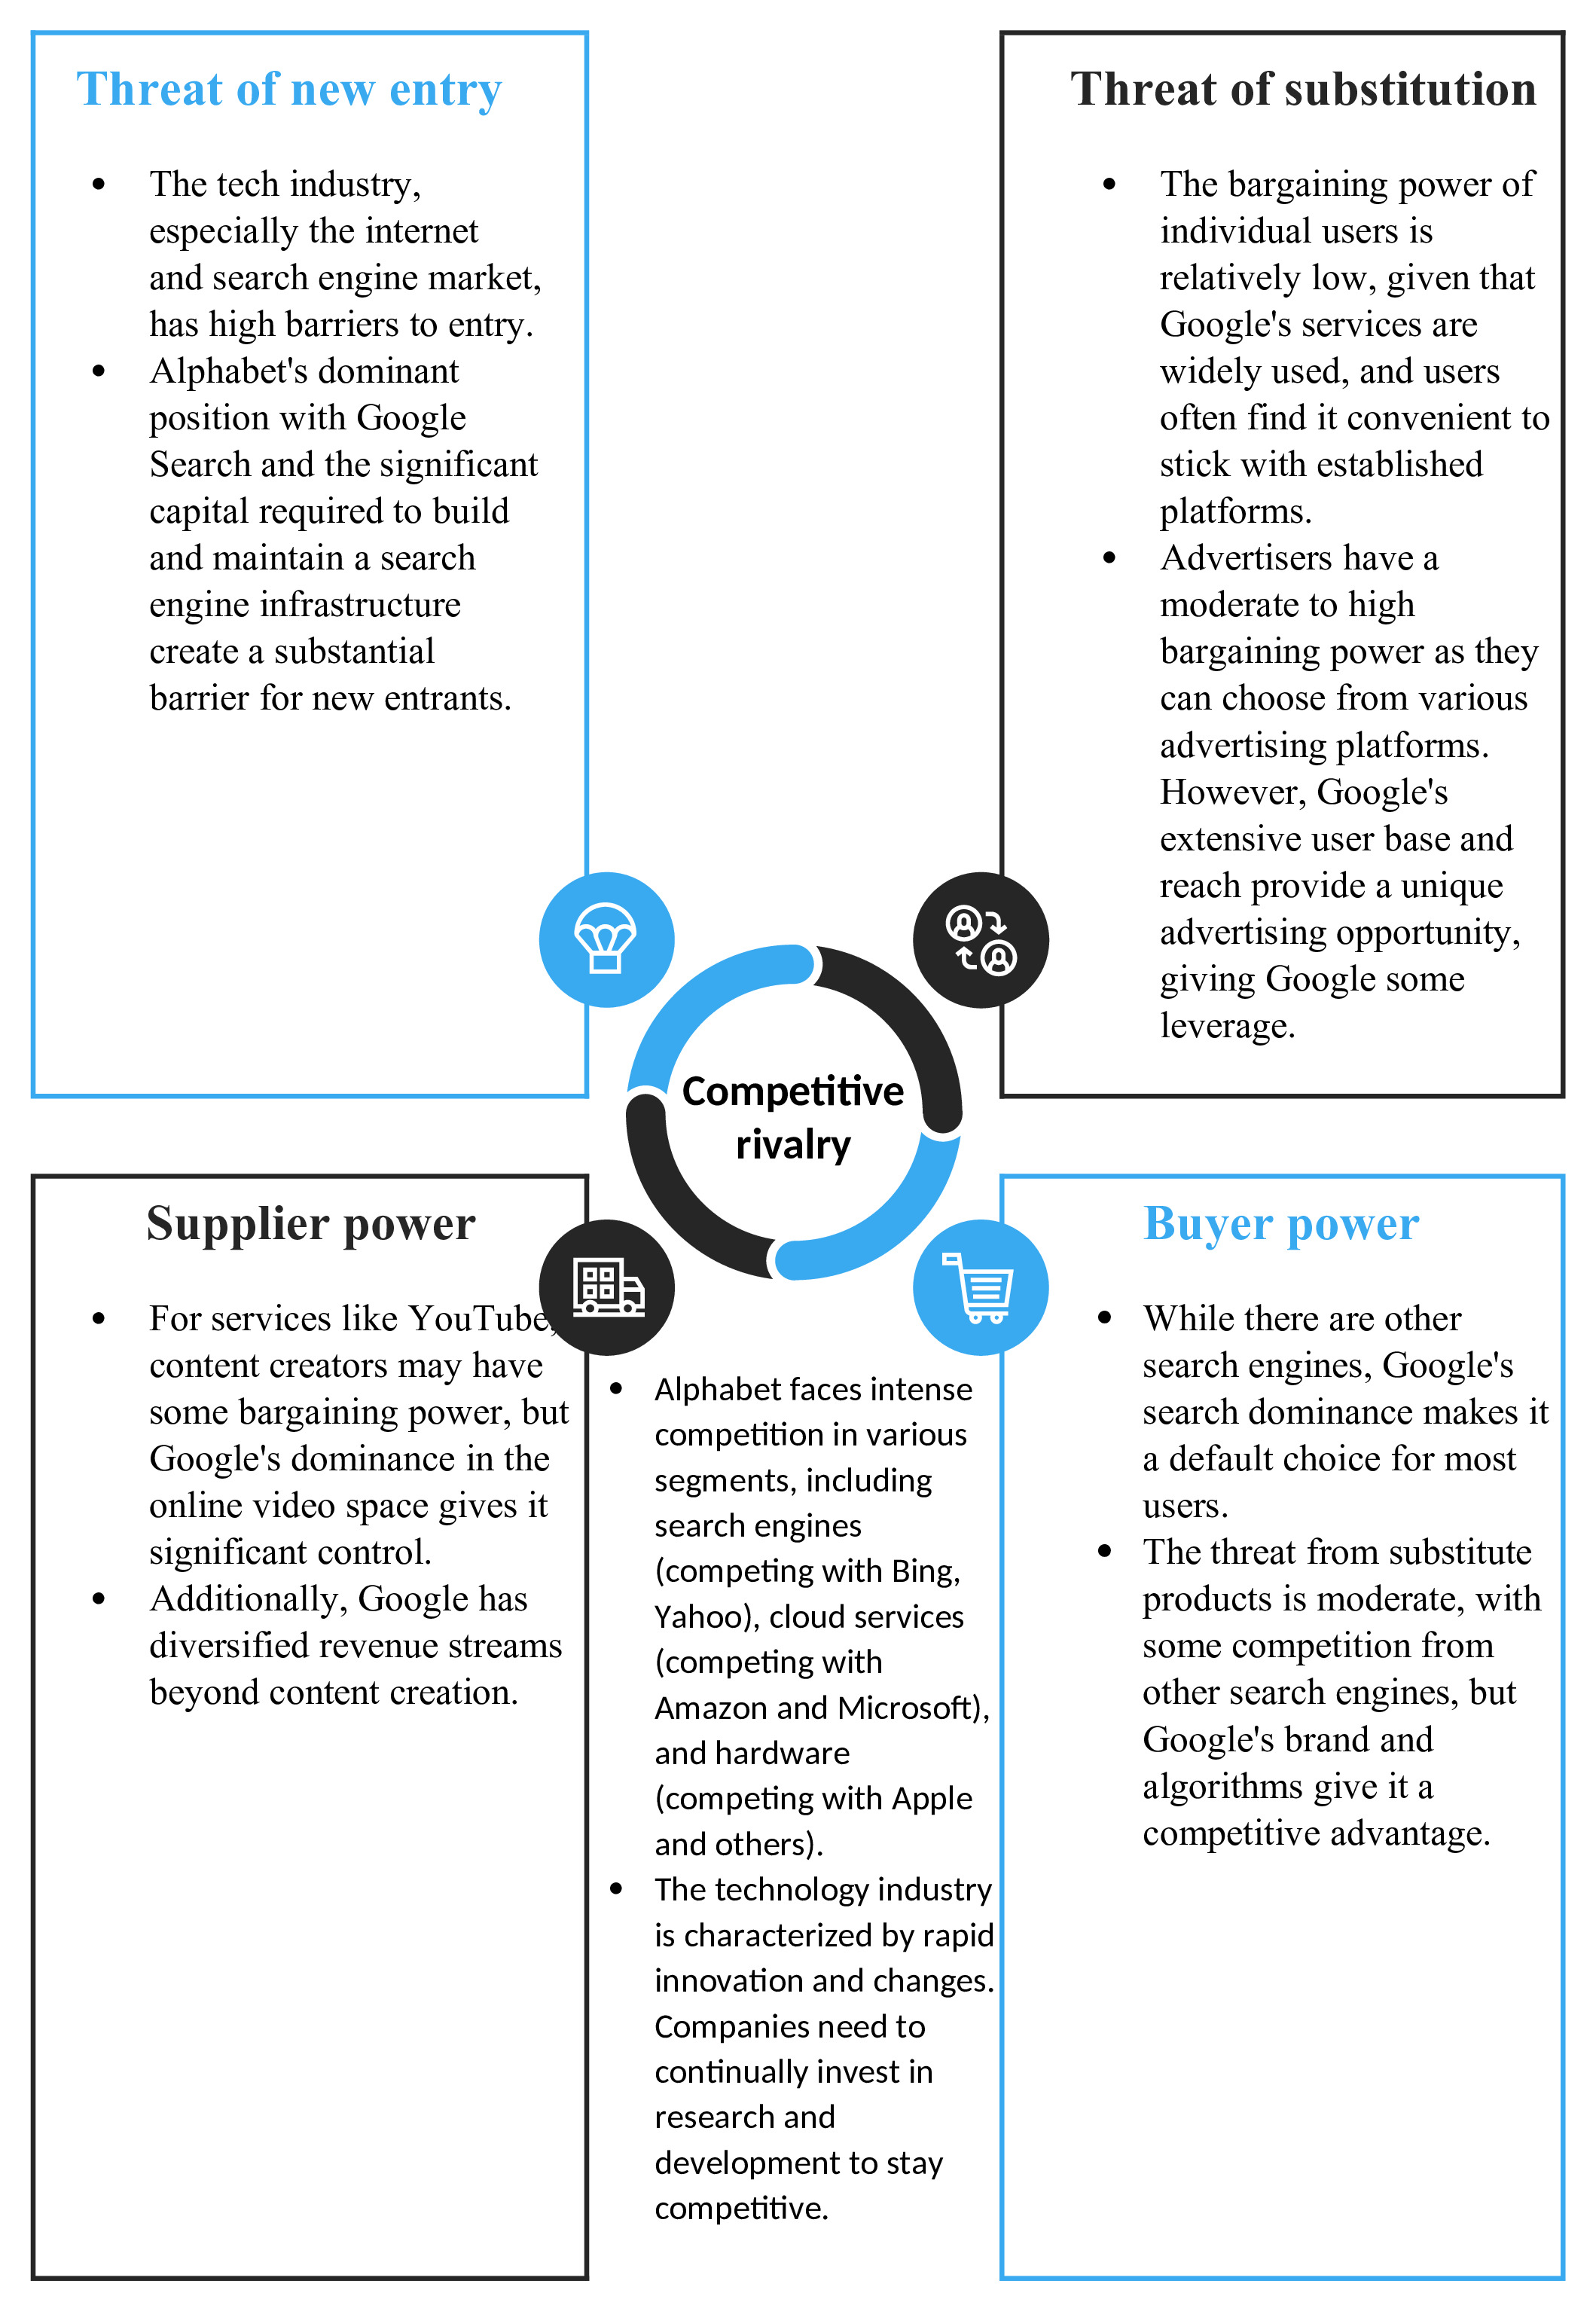 Threat of new entry
The tech industry,
especially the internet
and search engine market,
has high barriers to entry.
Alphabet's dominant
position with Google
Search and the significant
capital required to build
and maintain a search
engine infrastructure
create a substantial
barrier for new entrants.
Threat of substitution
The bargaining power of
individual users is
relatively low, given that
Google's services are
widely used, and users
often find it convenient to
stick with established
platforms.
Advertisers have a
moderate to high
bargaining power as they
can choose from various
advertising platforms.
However, Google's
extensive user base and
reach provide a unique
advertising opportunity,
giving Google some
leverage.
Competitive
rivalry
Supplier power
For services like YouTube,
content creators may have
some bargaining power, but
Google's dominance in the
online video space gives it
significant control.
Additionally, Google has
diversified revenue streams
beyond content creation.
Alphabet faces intense
competition in various
segments, including
search engines
(competing with Bing,
Yahoo), cloud services
(competing with
Amazon and Microsoft),
and hardware
(competing with Apple
and others).
The technology industry
is characterized by rapid
innovation and changes.
Companies need to
continually invest in
research and
development to stay
competitive.
Buyer power
While there are other
search engines, Google's
search dominance makes it
a default choice for most
users.
The threat from substitute
products is moderate, with
some competition from
other search engines, but
Google's brand and
algorithms give it a
competitive advantage.